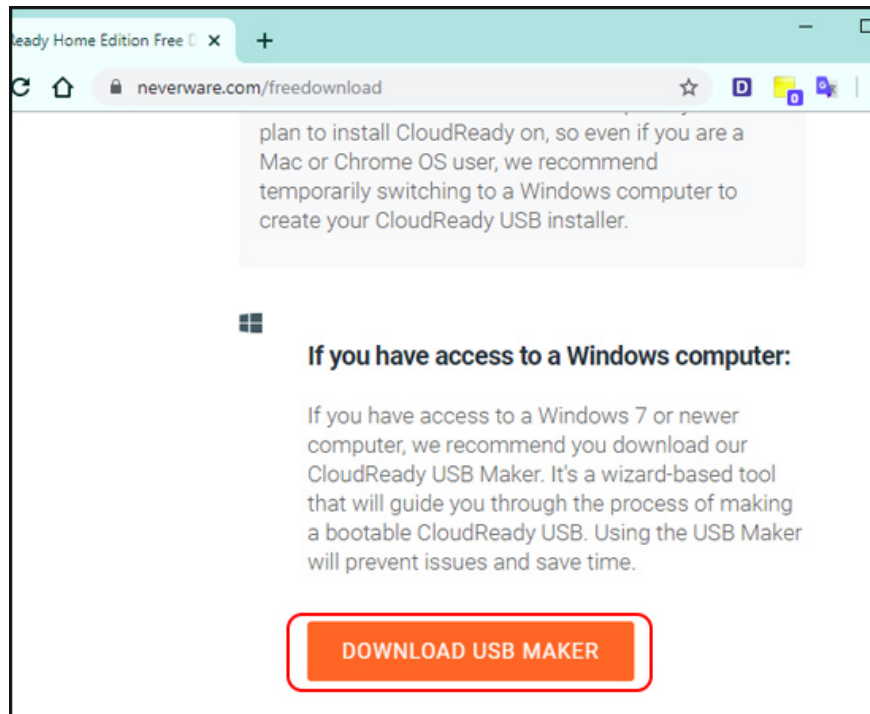 Ready Home Edition Free
neverware.com/freedownload
D
0
plan to install CloudReady on, so even if you are a
Mac or Chrome OS user, we recommend
temporarily switching to a Windows computer to
create your CloudReady USB installer.
If you have access to a Windows computer:
If you have access to a Windows 7 or newer
computer, we recommend you download our
CloudReady USB Maker. It's a wizard-based tool
that will guide you through the process of making
a bootable CloudReady USB. Using the USB Maker
will prevent issues and save time.
DOWNLOAD USB MAKER